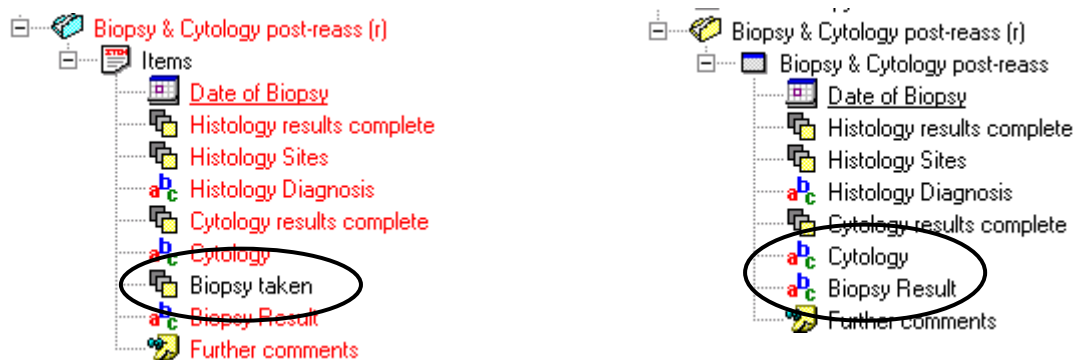 Biopsy & Cytology post-reass (r)
Items
Date of Biopsy
Histology results complete
Histology Sites
Histology Diagnosis
Cytology results complete
Cytology
Biopsy taken
Biopsy Result
Further comments
Biopsy & Cytology post-reass (r)
Biopsy & Cytology post-reass
Date of Biopsy
Histology results complete
Histology Sites
Histology Diagnosis
Cytology results complete
Cytology
Biopsy Result
Further comments